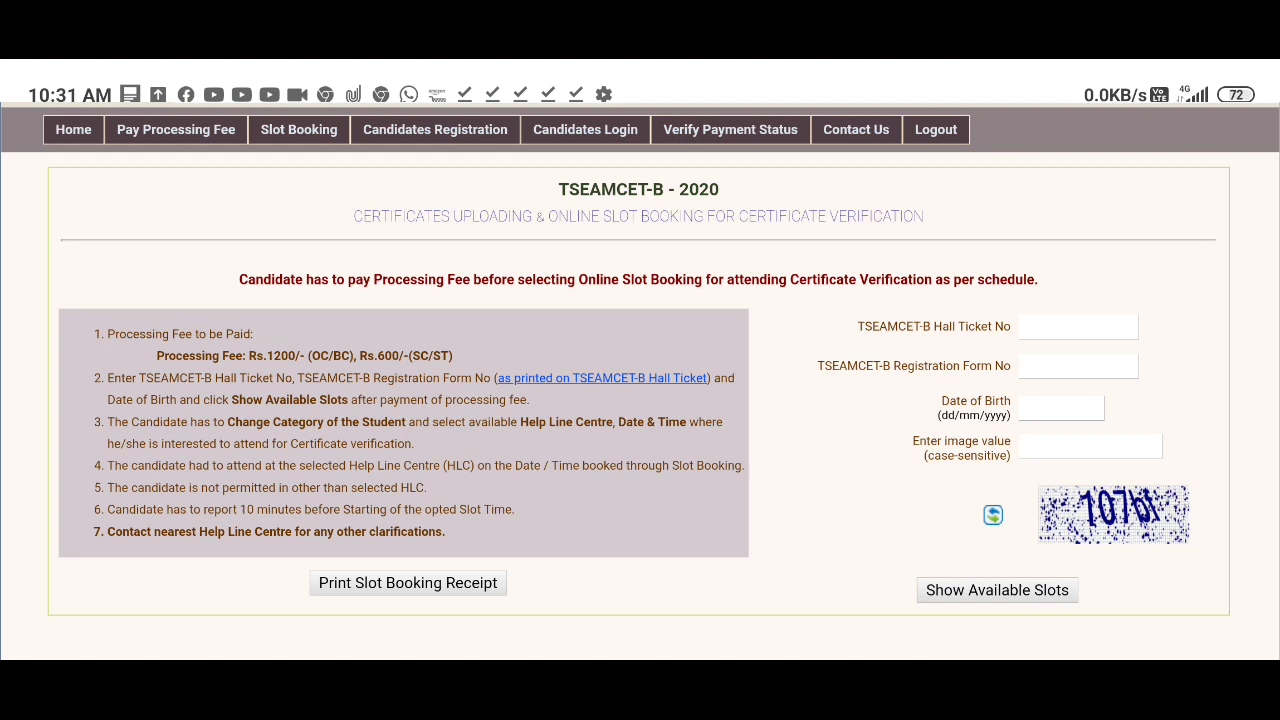 10:31 AM
0.0KB/s Vo LTE 4G 72
Home Pay Processing Fee Slot Booking Candidates Registration Candidates Login Verify Payment Status Contact Us Logout
TSEAMCET-B - 2020
CERTIFICATES UPLOADING & ONLINE SLOT BOOKING FOR CERTIFICATE VERIFICATION
Candidate has to pay Processing Fee before selecting Online Slot Booking for attending Certificate Verification as per schedule.
1. Processing Fee to be Paid:
Processing Fee: Rs.1200/- (OC/BC), Rs.600/-(SC/ST)
2. Enter TSEAMCET-B Hall Ticket No, TSEAMCET-B Registration Form No (as printed on TSEAMCET-B Hall Ticket) and
Date of Birth and click Show Available Slots after payment of processing fee.
3. The Candidate has to Change Category of the Student and select available Help Line Centre, Date & Time where
he/she is interested to attend for Certificate verification.
4. The candidate had to attend at the selected Help Line Centre (HLC) on the Date / Time booked through Slot Booking.
5. The candidate is not permitted in other than selected HLC.
6. Candidate has to report 10 minutes before Starting of the opted Slot Time.
7. Contact nearest Help Line Centre for any other clarifications.
Print Slot Booking Receipt
TSEAMCET-B Hall Ticket No
TSEAMCET-B Registration Form No
Date of Birth
(dd/mm/yyyy)
Enter image value
(case-sensitive)
Show Available Slots